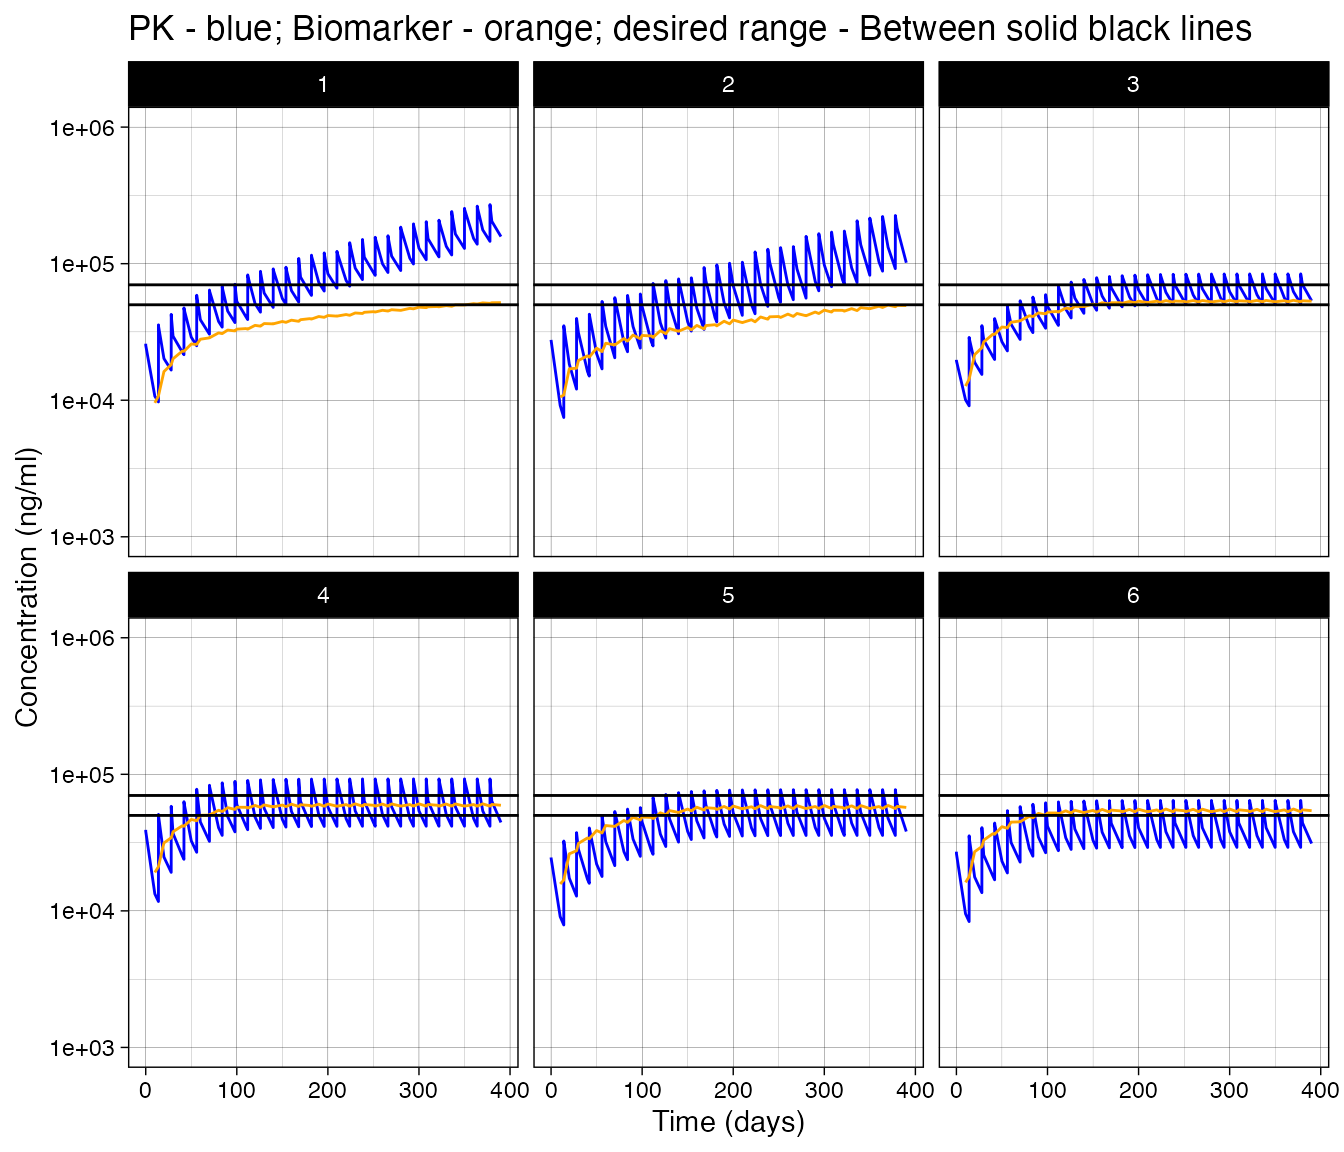 PK - blue; Biomarker - orange; desired range - Between solid black lines
1 2 3
1e+06
1e+05
1e+04
1e+03
4 5 6
1e+06
1e+05
1e+04
1e+03
Concentration (ng/ml)
0 100 200 300 400 0 100 200 300 400 0 100 200 300 400
Time (days)